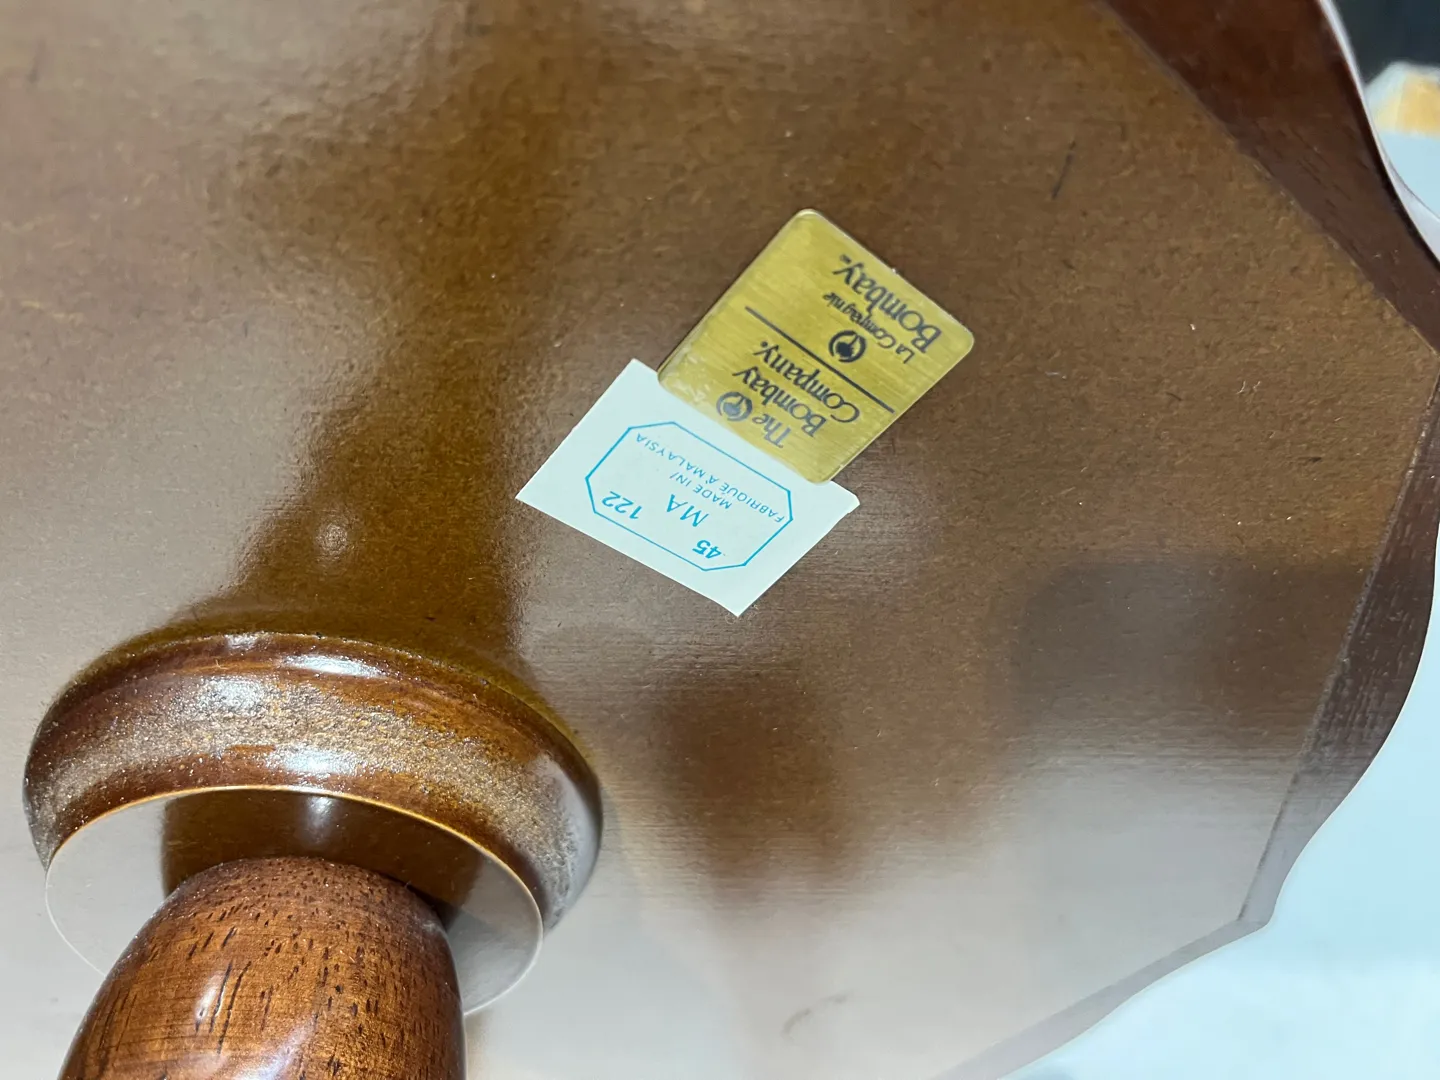 The
Bombay
Company.
La Compagnie
Bombay.
FABRIQUÉ À MALAYSIA
MADE IN/
MA 122
45